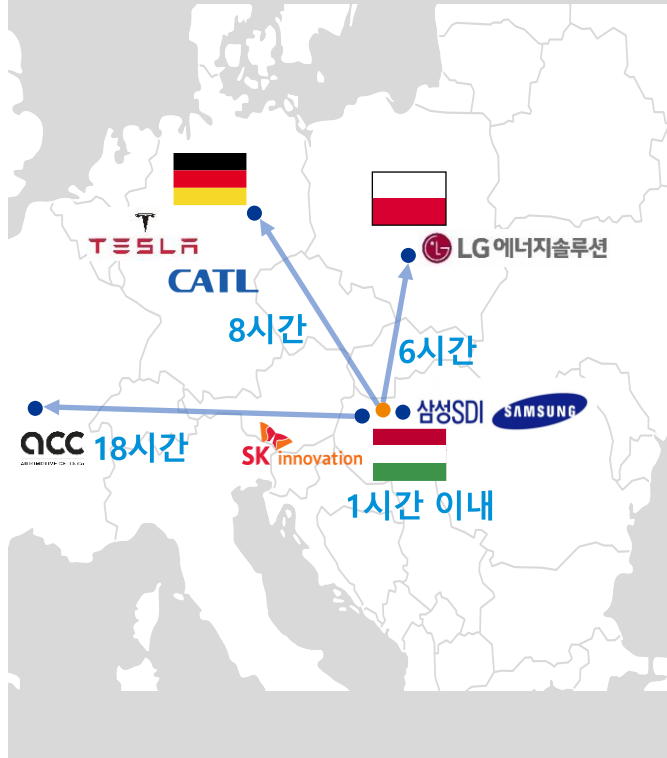 TESLA
CATL
LG에너지솔루션
8시간
6시간
acc
18시간
SK innovation
삼성SDI
SAMSUNG
1시간 이내